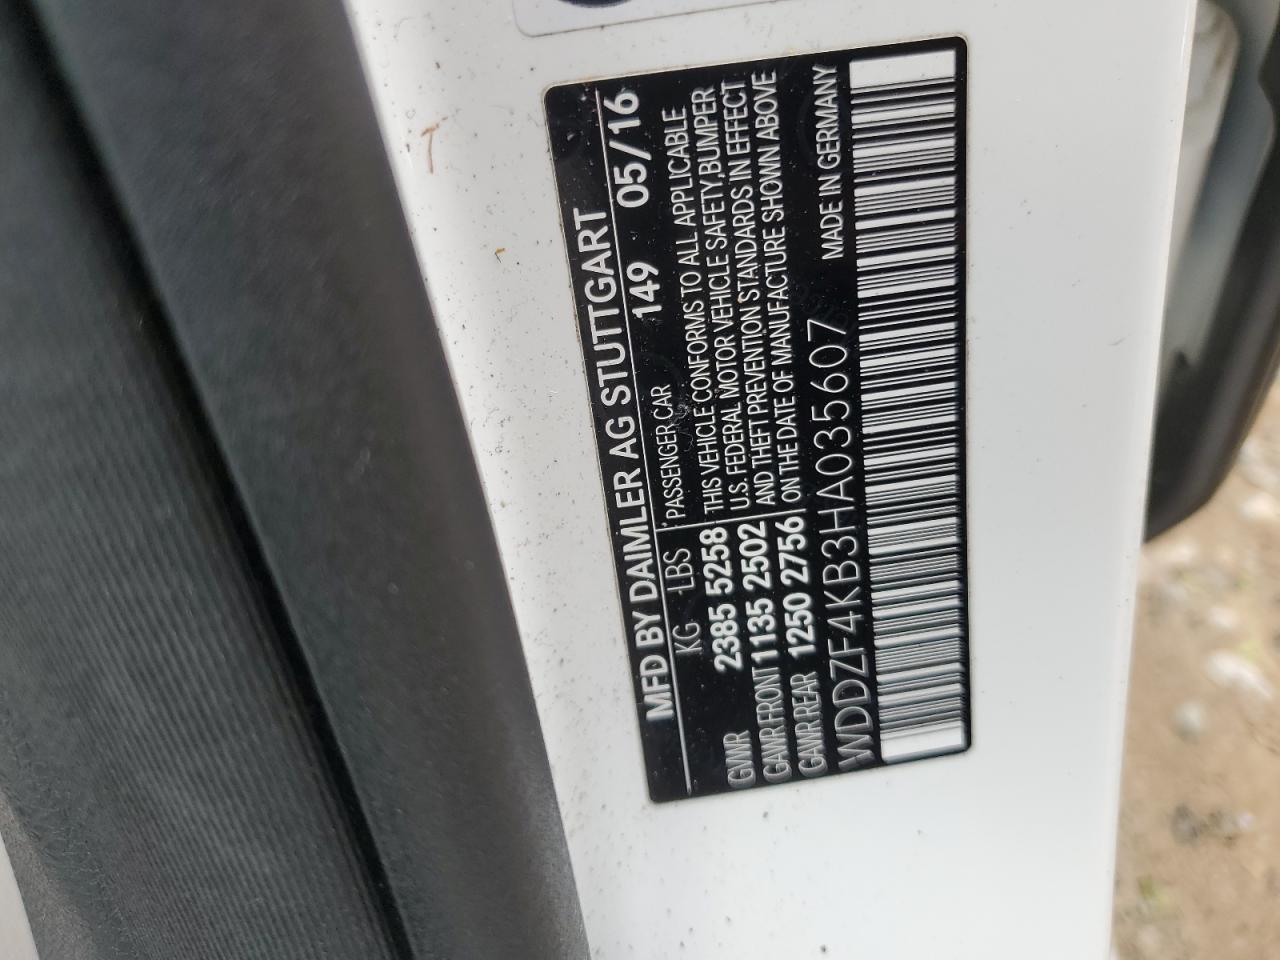 MFD BY DAIMLER AG STUTTGART
KG LBS 149 05/16
PASSENGER CAR
GVWR 2385 5258 THIS VEHICLE CONFORMS TO ALL APPLICABLE
GAWR FRONT 1135 2502 U.S. FEDERAL MOTOR VEHICLE SAFETY,BUMPER
GAWR REAR 1250 2756 AND THEFT PREVENTION STANDARDS IN EFFECT
ON THE DATE OF MANUFACTURE SHOWN ABOVE
WDDZF4KB3HA035607 MADE IN GERMANY